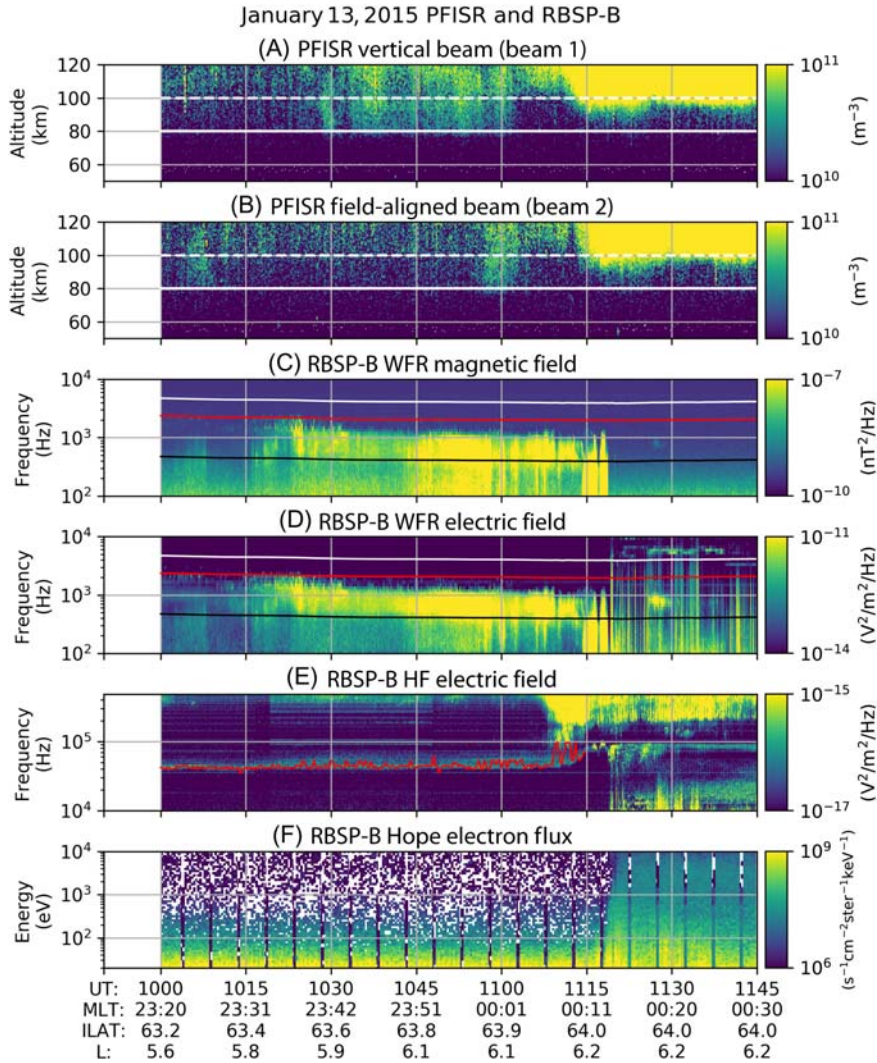 January 13, 2015 PFISR and RBSP-B
(A) PFISR vertical beam (beam 1)
120
100
80
60
Altitude
(km)
10^11
10^10
(m^-3)
(B) PFISR field-aligned beam (beam 2)
120
100
80
60
Altitude
(km)
10^11
10^10
(m^-3)
(C) RBSP-B WFR magnetic field
10^4
10^3
10^2
Frequency
(Hz)
10^-7
10^-10
(nT^2/Hz)
(D) RBSP-B WFR electric field
10^4
10^3
10^2
Frequency
(Hz)
10^-11
10^-14
(V^2/m^2/Hz)
(E) RBSP-B HF electric field
10^5
10^4
Frequency
(Hz)
10^-15
10^-17
(V^2/m^2/Hz)
(F) RBSP-B Hope electron flux
10^4
10^3
10^2
Energy
(eV)
10^9
10^6
(s^-1cm^-2ster^-1keV^-1)
UT: 1000 1015 1030 1045 1100 1115 1130 1145
MLT: 23:20 23:31 23:42 23:51 00:01 00:11 00:20 00:30
ILAT: 63.2 63.4 63.6 63.8 63.9 64.0 64.0 64.0
L: 5.6 5.8 5.9 6.1 6.1 6.2 6.2 6.2